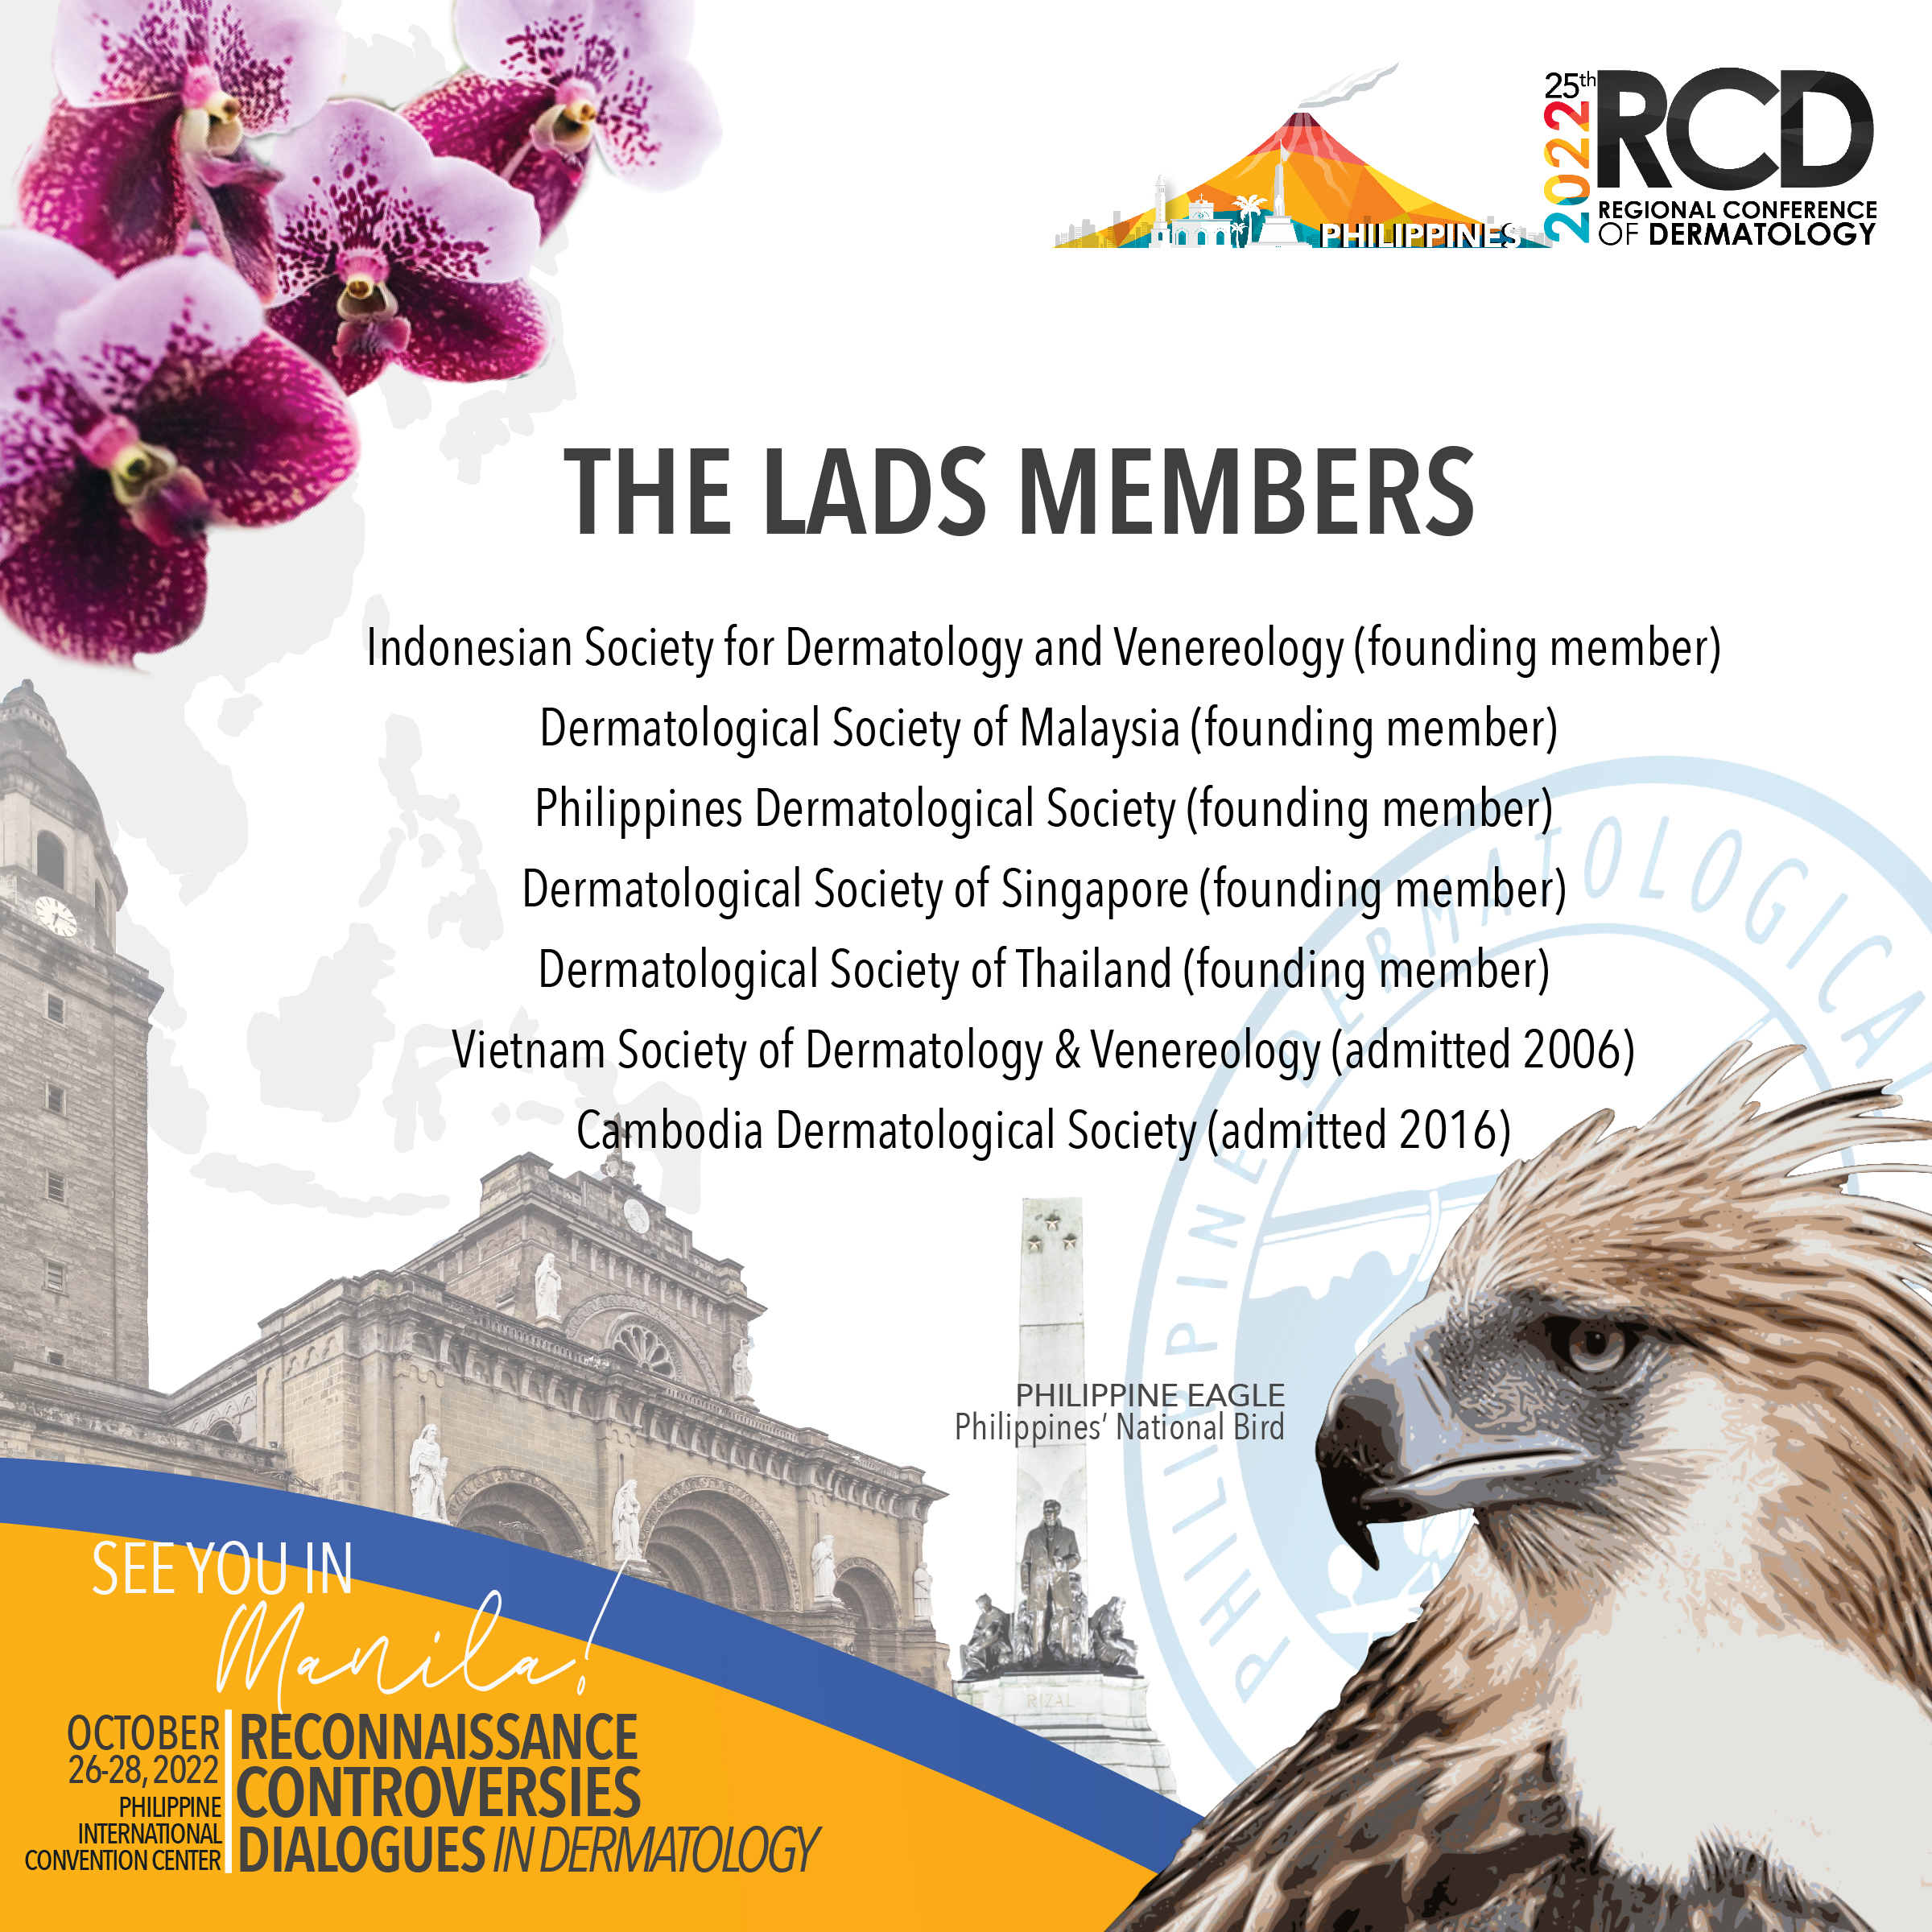 25th
2022
RCD
REGIONAL CONFERENCE
OF DERMATOLOGY
PHILIPPINES
THE LADS MEMBERS
Indonesian Society for Dermatology and Venereology (founding member)
Dermatological Society of Malaysia (founding member)
Philippines Dermatological Society (founding member)
Dermatological Society of Singapore (founding member)
Dermatological Society of Thailand (founding member)
Vietnam Society of Dermatology & Venereology (admitted 2006)
Cambodia Dermatological Society (admitted 2016)
PHILIPPINE DERMATOLOGICAL
PHILIPPINE EAGLE
Philippines’ National Bird
RIZAL
SEE YOU IN
Manila!
OCTOBER
26-28, 2022
PHILIPPINE
INTERNATIONAL
CONVENTION CENTER
RECONNAISSANCE
CONTROVERSIES
DIALOGUES IN DERMATOLOGY